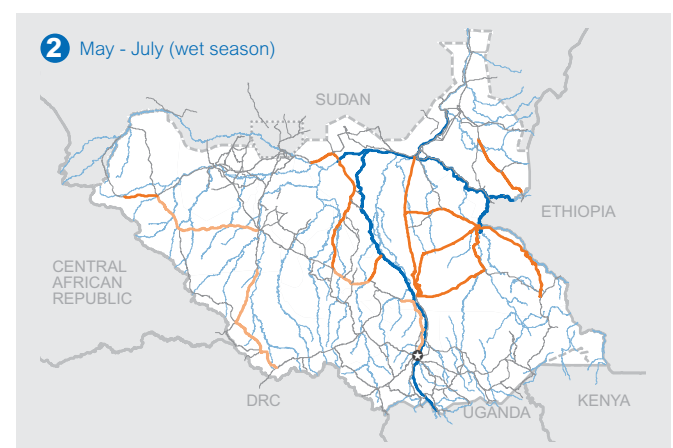 2 May - July (wet season)
SUDAN
ETHIOPIA
CENTRAL
AFRICAN
REPUBLIC
DRC
UGANDA
KENYA